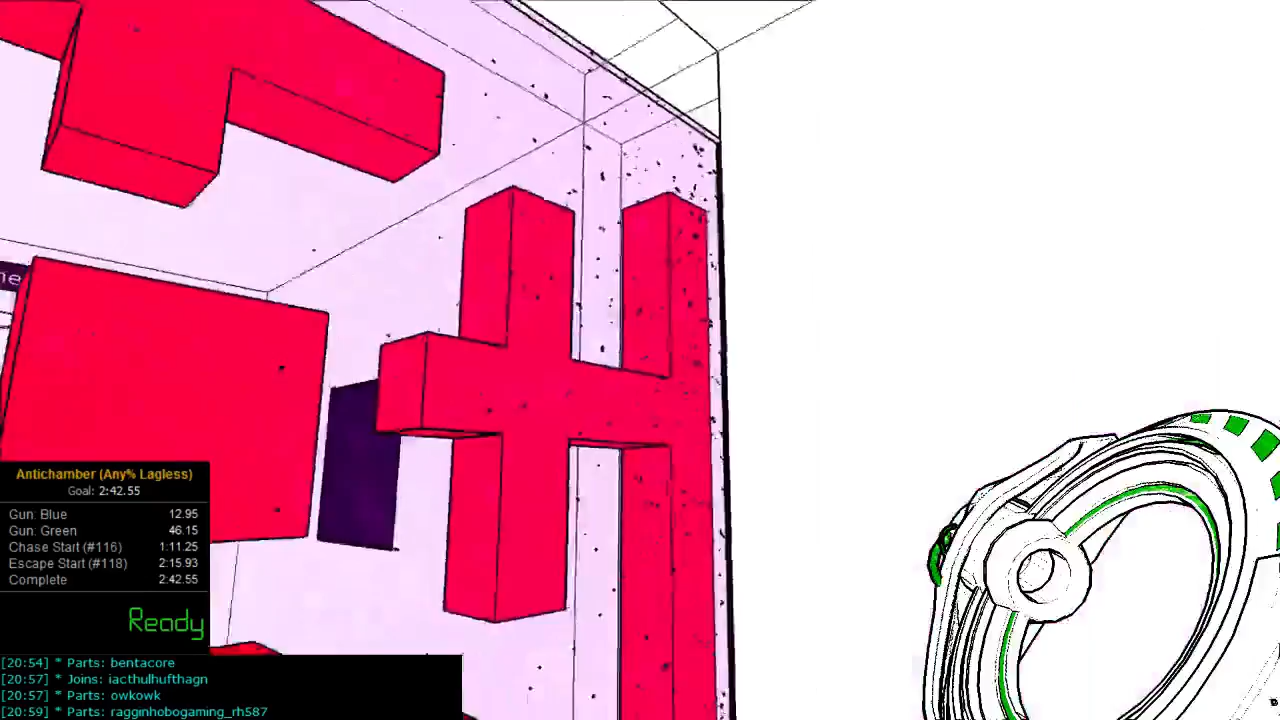 Antichamber (Any% Lagless)
Goal: 2:42.55
Gun: Blue 12.95
Gun: Green 46.15
Chase Start (#116) 1:11.25
Escape Start (#118) 2:15.93
Complete 2:42.55
Ready
[20:54] * Parts: bentacore
[20:57] * Joins: iacthulhufthagn
[20:57] * Parts: owkowk
[20:59] * Parts: ragginhobogaming_rh587